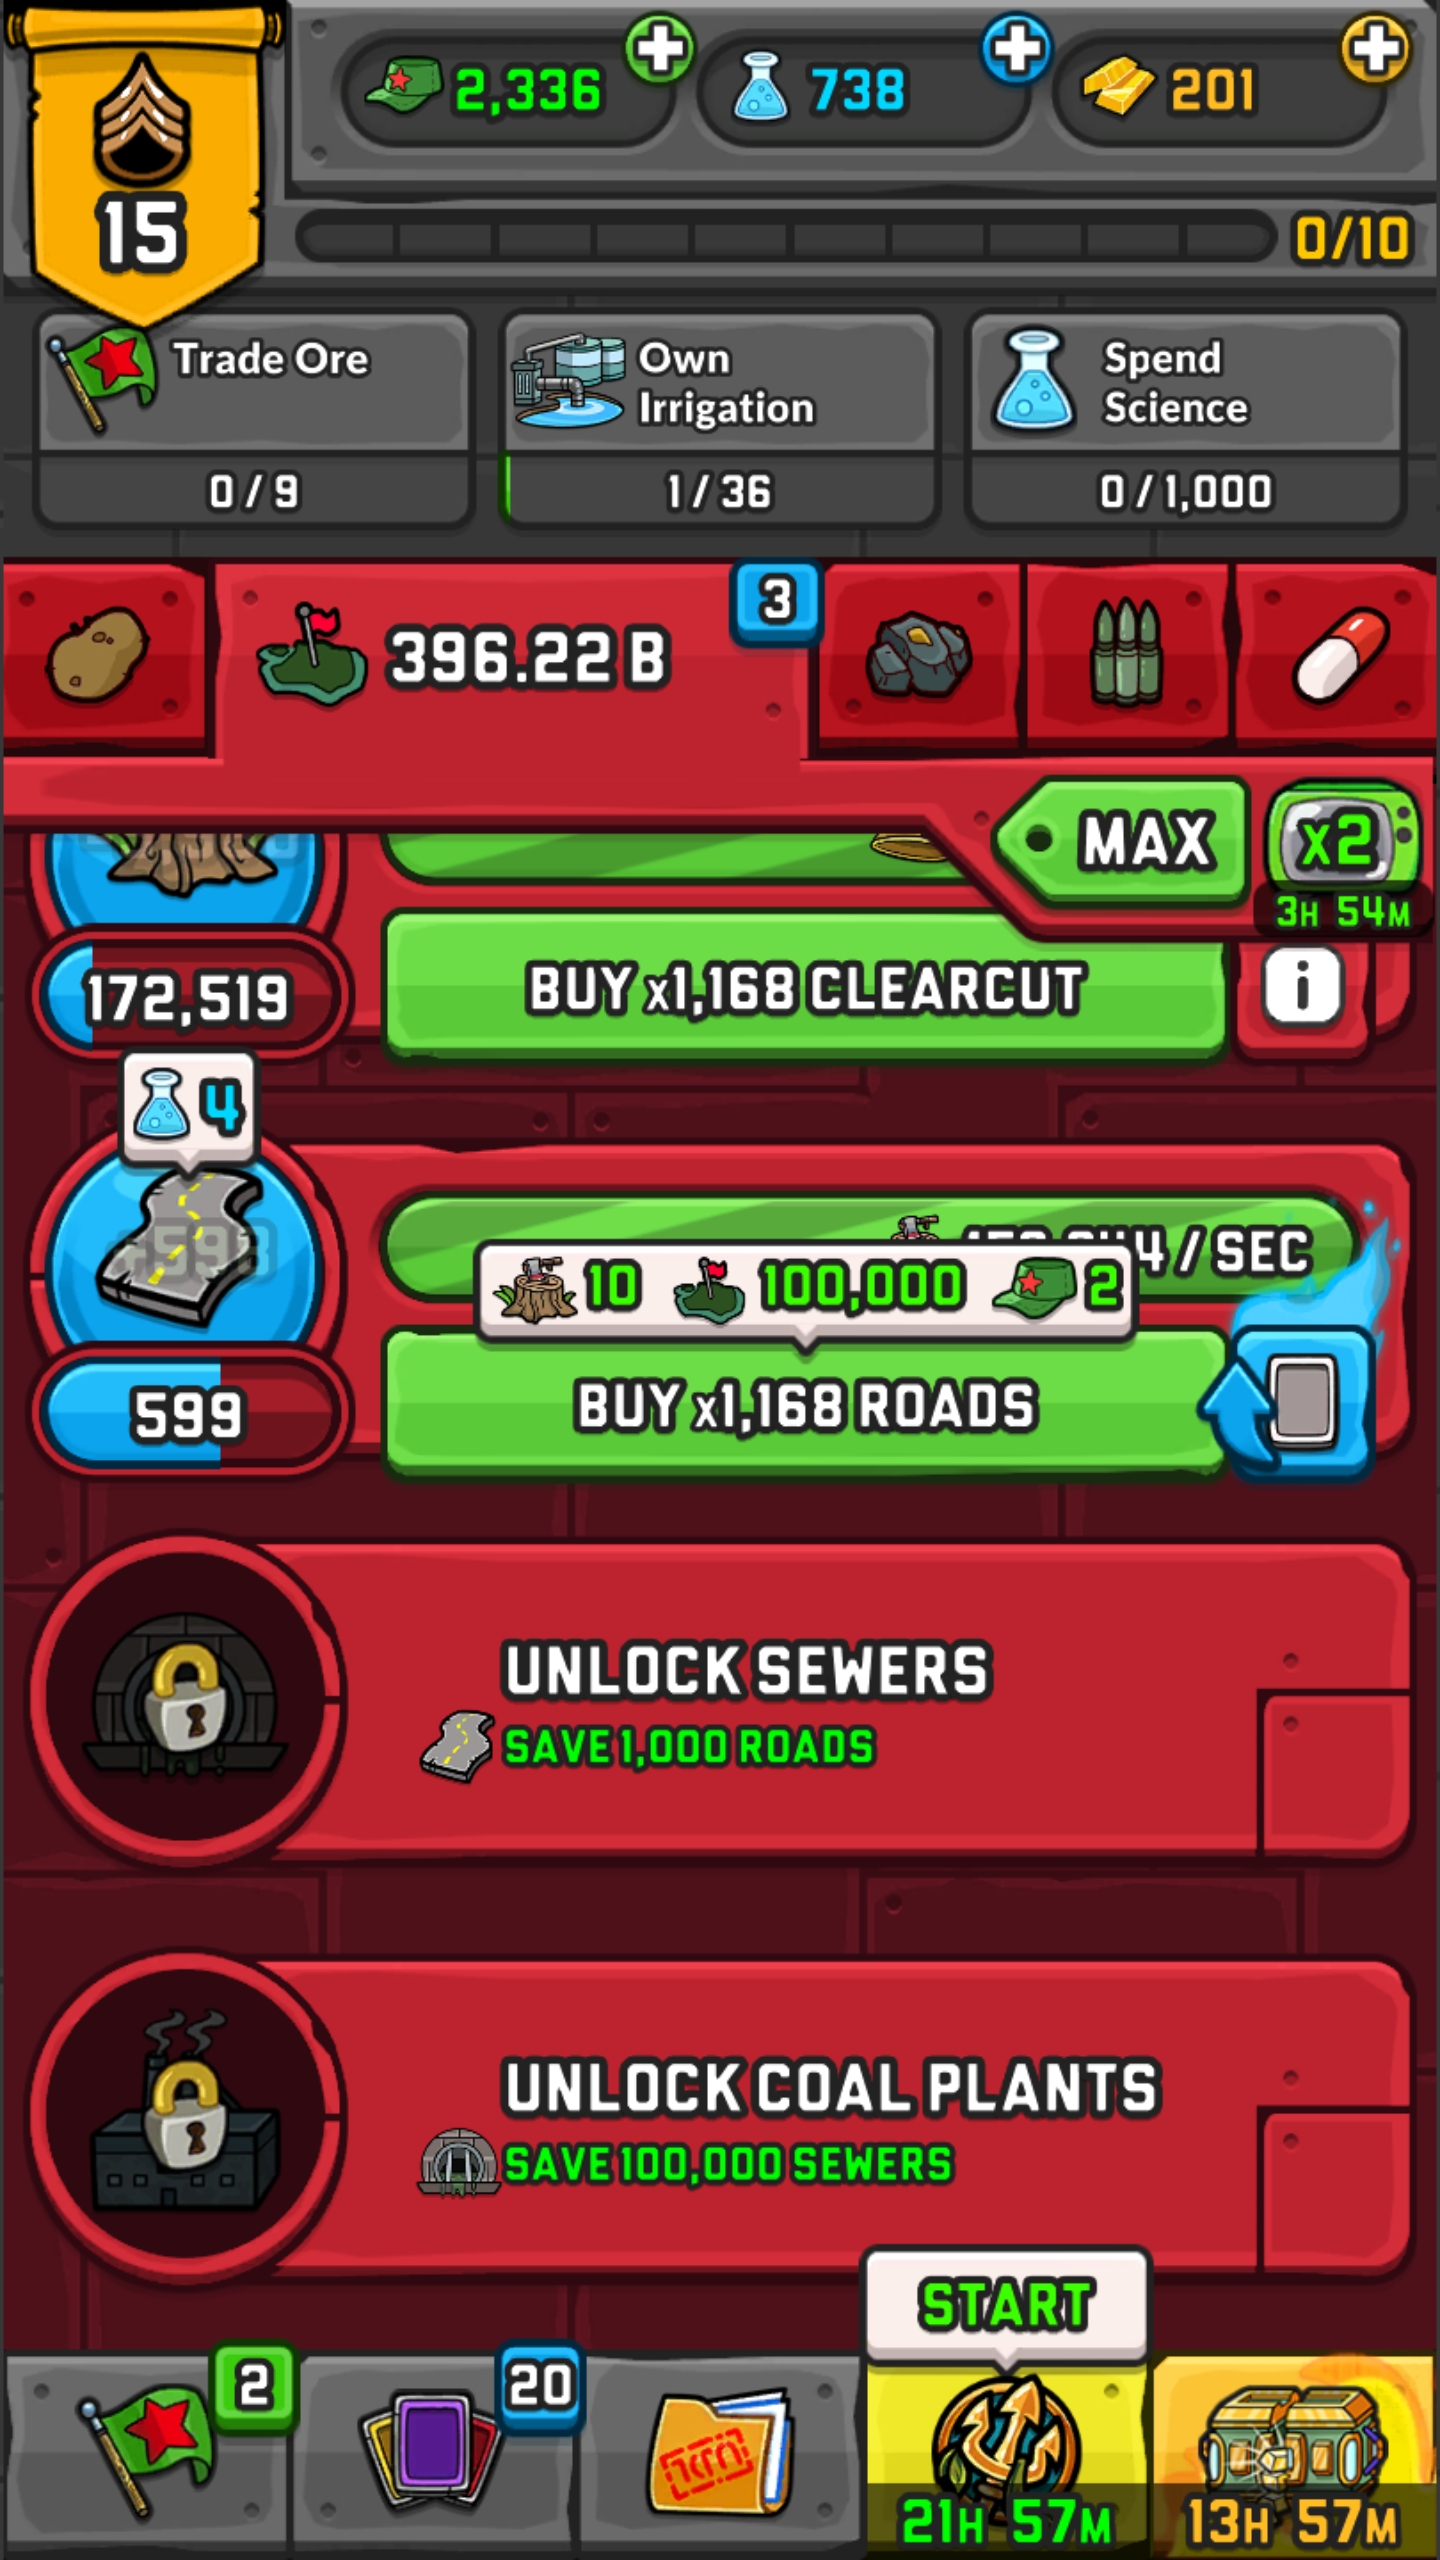 2,336
738
201
15
0/10
Trade Ore
0 / 9
Own
Irrigation
1 / 36
Spend
Science
0 / 1,000
396.22 B
3
MAX
x2
3H 54M
172,519
BUY x1,168 CLEARCUT
i
4
4 / SEC
10
100,000
2
599
BUY x1,168 ROADS
UNLOCK SEWERS
SAVE 1,000 ROADS
UNLOCK COAL PLANTS
SAVE 100,000 SEWERS
START
2
20
21H 57M
13H 57M